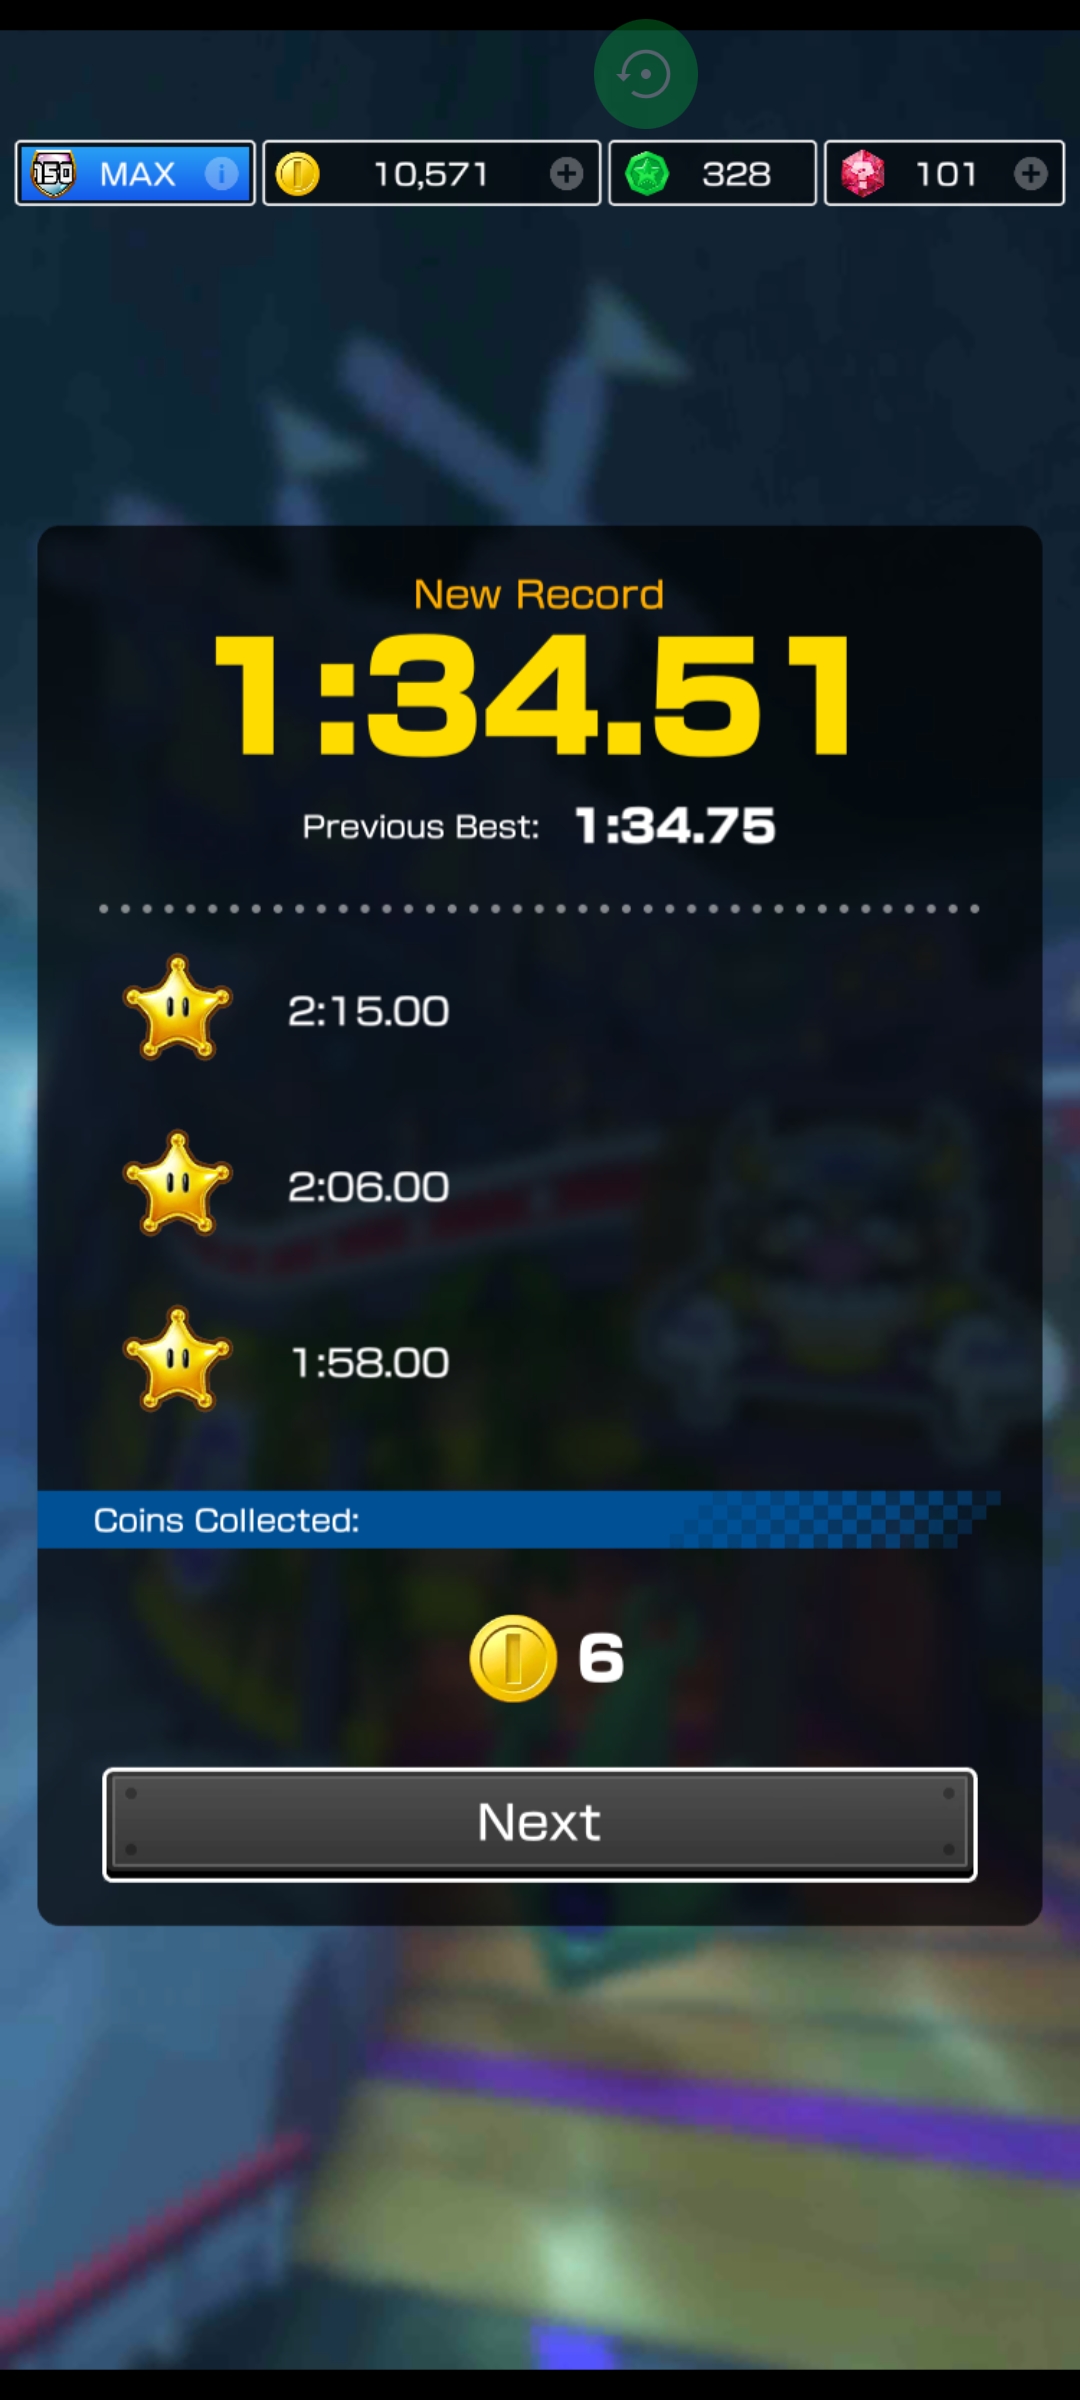 150 MAX i 10,571 + 328 ? 101 +
New Record
1:34.51
Previous Best: 1:34.75
2:15.00
2:06.00
1:58.00
Coins Collected:
6
Next